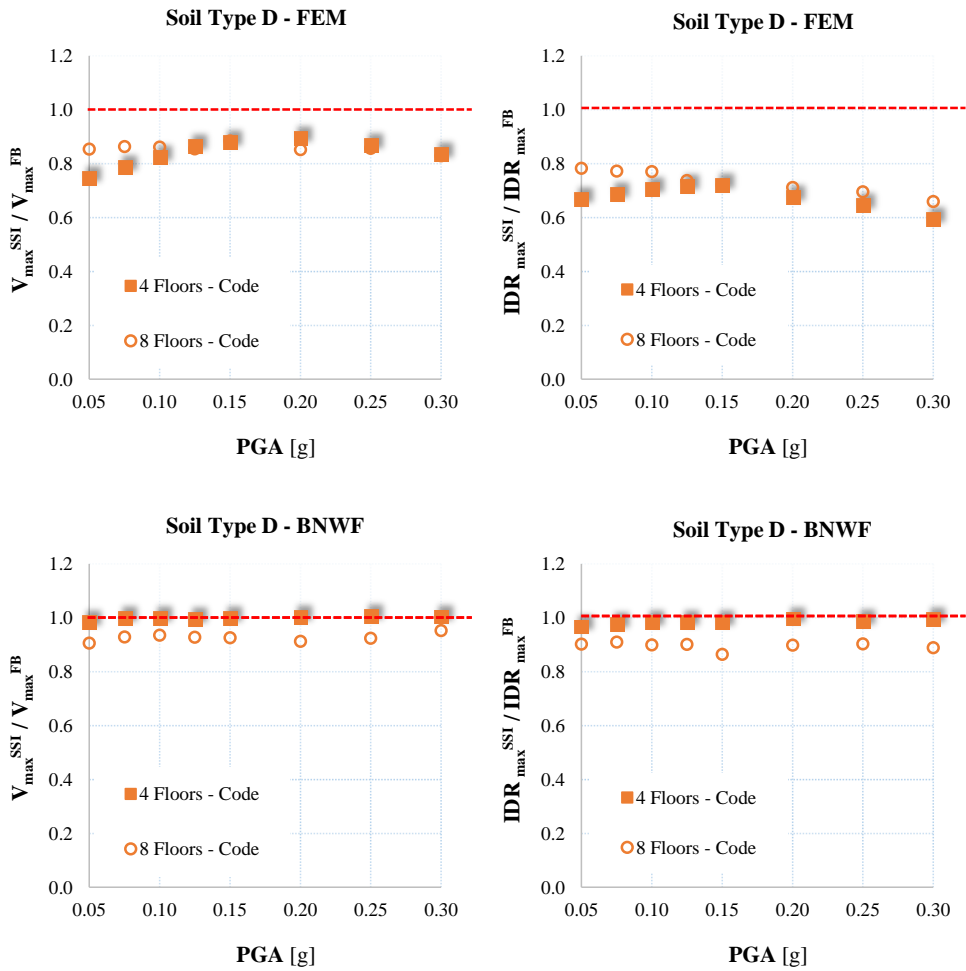 Soil Type D - FEM
V_max^SSI / V_max^FB
1.2
1.0
0.8
0.6
0.4
0.2
0.0
4 Floors - Code
8 Floors - Code
0.05 0.10 0.15 0.20 0.25 0.30
PGA [g]
Soil Type D - FEM
IDR_max^SSI / IDR_max^FB
1.2
1.0
0.8
0.6
0.4
0.2
0.0
4 Floors - Code
8 Floors - Code
0.05 0.10 0.15 0.20 0.25 0.30
PGA [g]
Soil Type D - BNWF
V_max^SSI / V_max^FB
1.2
1.0
0.8
0.6
0.4
0.2
0.0
4 Floors - Code
8 Floors - Code
0.05 0.10 0.15 0.20 0.25 0.30
PGA [g]
Soil Type D - BNWF
IDR_max^SSI / IDR_max^FB
1.2
1.0
0.8
0.6
0.4
0.2
0.0
4 Floors - Code
8 Floors - Code
0.05 0.10 0.15 0.20 0.25 0.30
PGA [g]